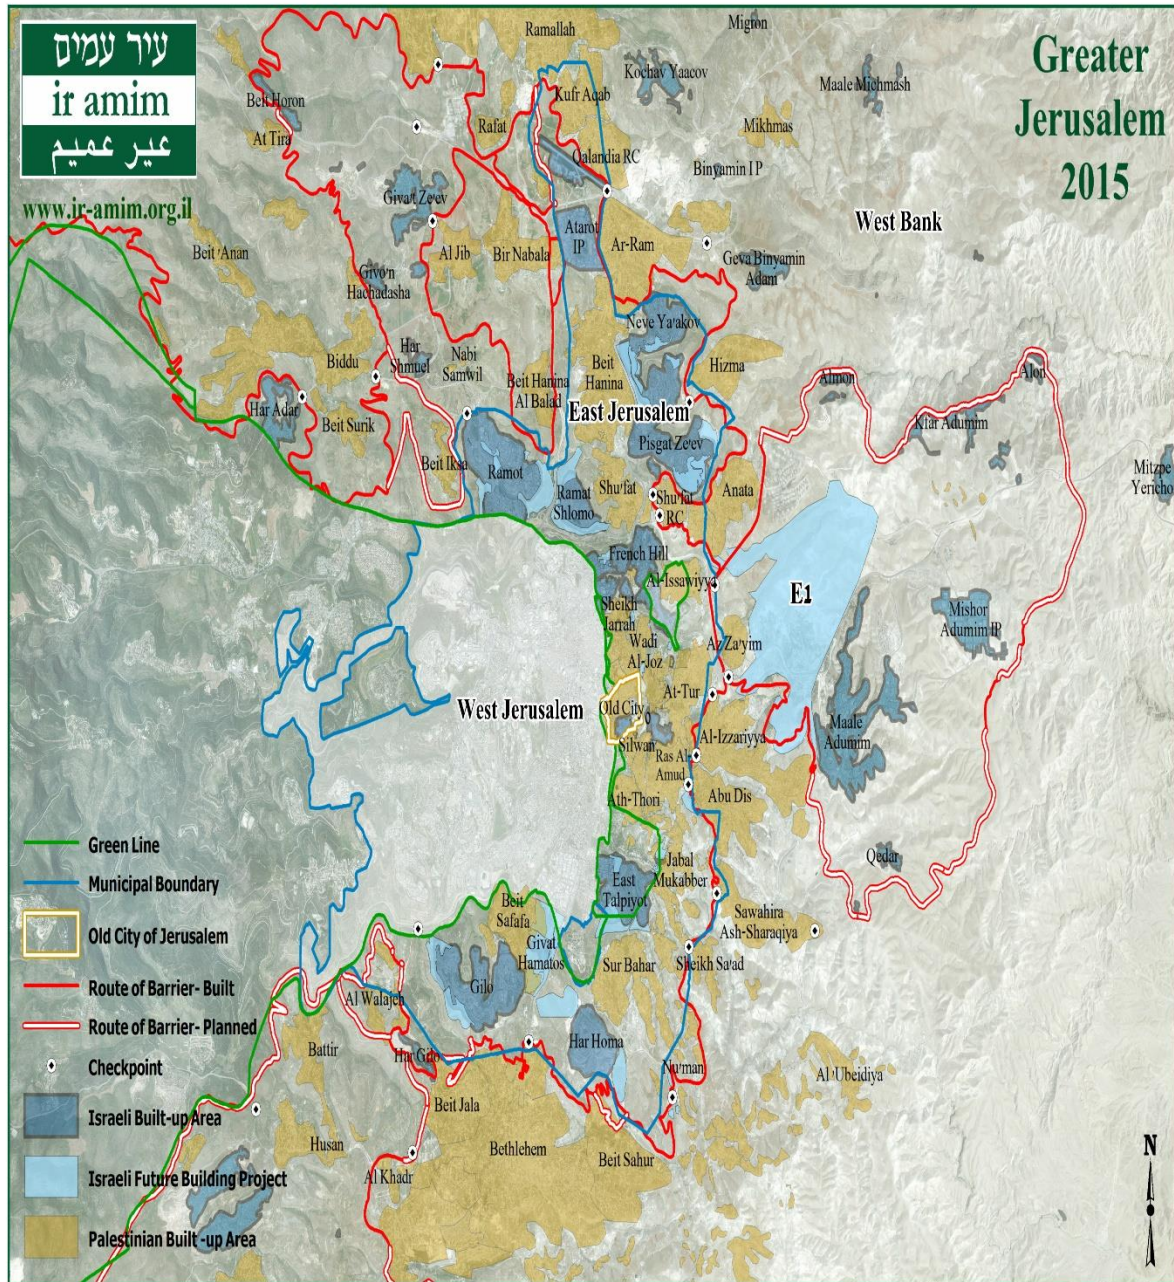 עיר עמים
ir amim
عير عميم
www.ir-amim.org.il
Greater
Jerusalem
2015
Ramallah
Migron
Kochav Yaacov
Maale Michmash
Kufr Aqab
Beit Horon
At Tira
Rafat
Mikhmas
Qalandia RC
Binyamin IP
Giva't Ze'ev
West Bank
Atarot
IP
Ar-Ram
Beit 'Anan
Al Jib
Bir Nabala
Geva Binyamin
Adam
Givo'n
Hachadasha
Neve Ya'akov
Har
Shmuel
Nabi
Samwil
Biddu
Beit
Hanina
Hizma
Beit Hanina
Al Balad
Almon
Alon
Har Adar
Beit Surik
East Jerusalem
Kfar Adumim
Pisgat Ze'ev
Beit Iksa
Ramot
Mitzpe
Yericho
Ramat
Shlomo
Shu'fat
Shu'fat
RC
Anata
French Hill
Al-Issawiyya
E1
Sheikh
Jarrah
Mishor
Adumim IP
Wadi
Al-Joz
Az Za'yim
At-Tur
West Jerusalem
Old City
Silwan
Al-Izzariyya
Maale
Adumim
Ras Al-
Amud
Abu Dis
Ath-Thori
Jabal
Mukabber
Qedar
East
Talpiyot
Beit
Safafa
Sawahira
Ash-Sharaqiya
Givat
Hamatos
Sur Bahar
Sheikh Sa'ad
Gilo
Al Walajeh
Har Homa
Battir
Har Gilo
Nu'man
Al 'Ubeidiya
Beit Jala
Husan
Bethlehem
Beit Sahur
Al Khadr
Green Line
Municipal Boundary
Old City of Jerusalem
Route of Barrier- Built
Route of Barrier- Planned
Checkpoint
Israeli Built-up Area
Israeli Future Building Project
Palestinian Built -up Area
N